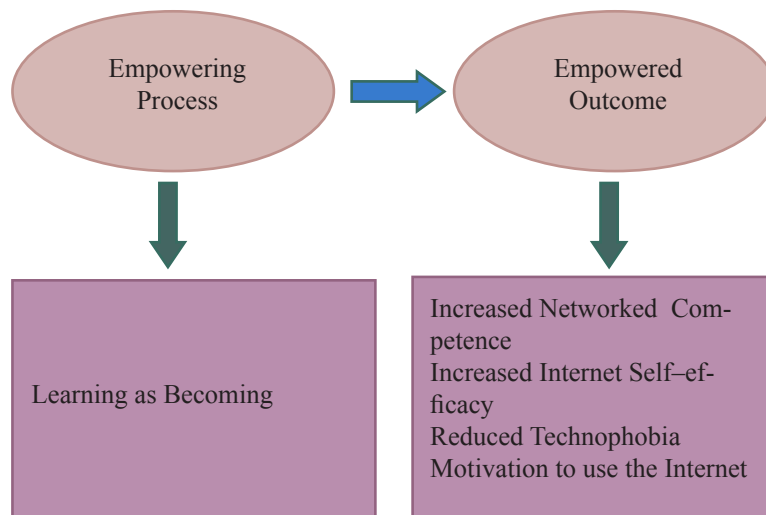 Empowering
Process
Empowered
Outcome
Learning as Becoming
Increased Networked  Com-
petence
Increased Internet Self–ef-
ficacy
Reduced Technophobia
Motivation to use the Internet